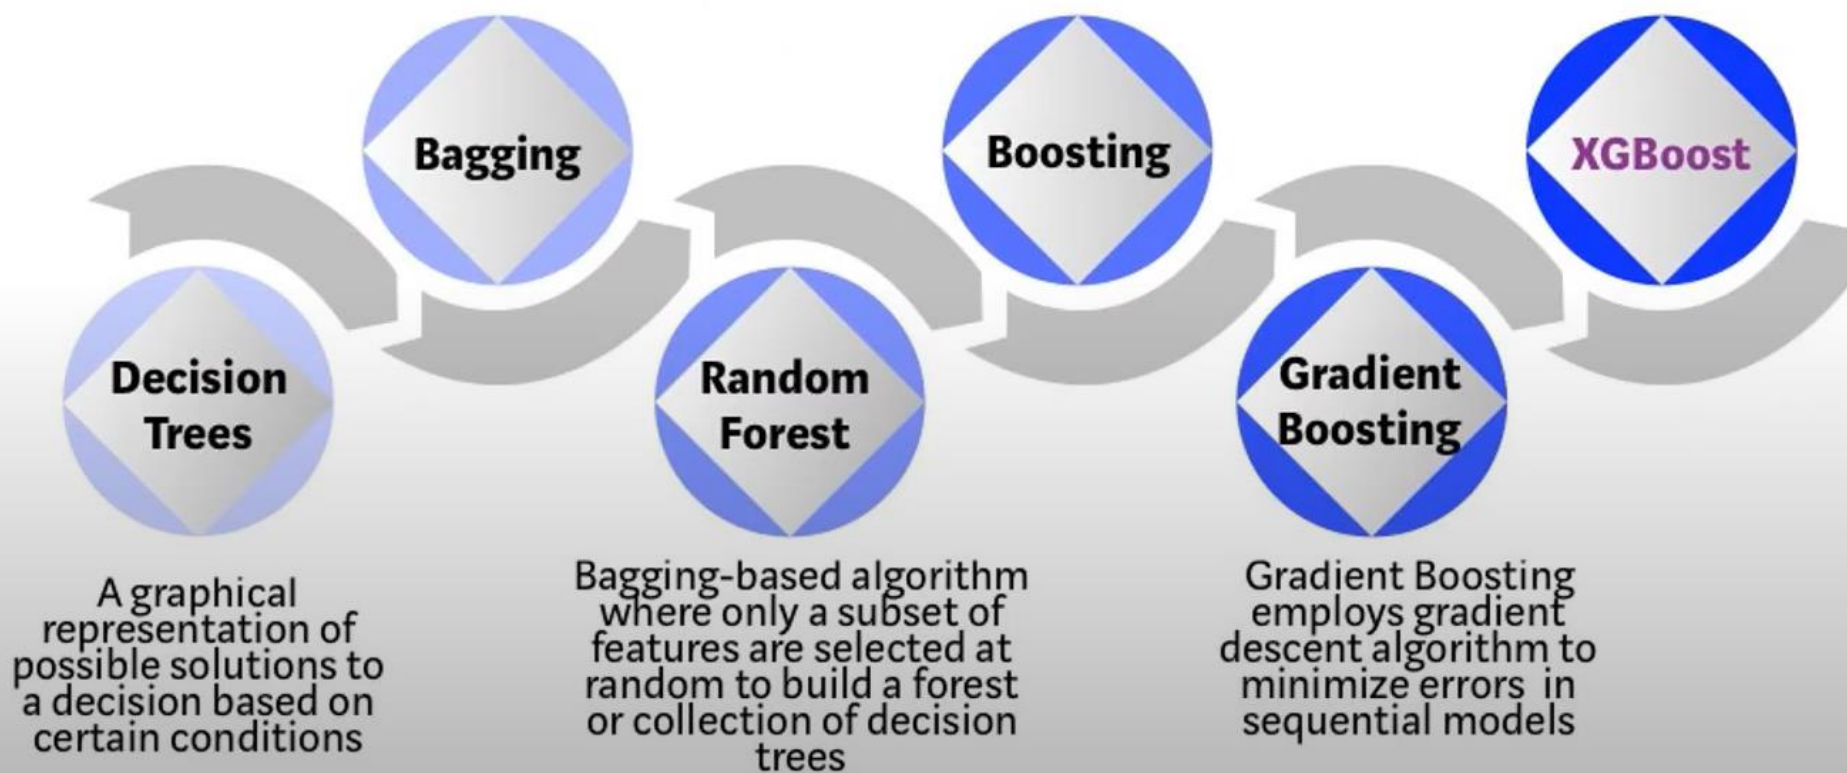 Bagging
Boosting
XGBoost
Decision
Trees
Random
Forest
Gradient
Boosting
A graphical
representation of
possible solutions to
a decision based on
certain conditions
Bagging-based algorithm
where only a subset of
features are selected at
random to build a forest
or collection of decision
trees
Gradient Boosting
employs gradient
descent algorithm to
minimize errors in
sequential models